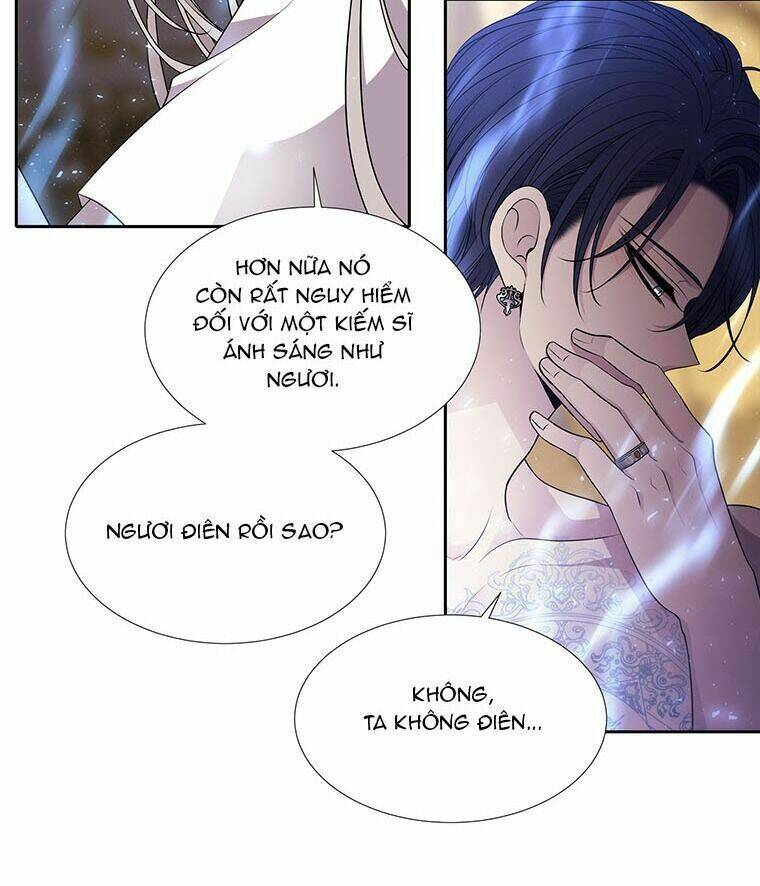 HƠN NỮA NÓ
CÒN RẤT NGUY HIỂM
ĐỐI VỚI MỘT KIẾM SĨ
ÁNH SÁNG NHƯ
NGƯƠI.
NGƯƠI ĐIÊN RỒI SAO?
KHÔNG,
TA KHÔNG ĐIÊN...